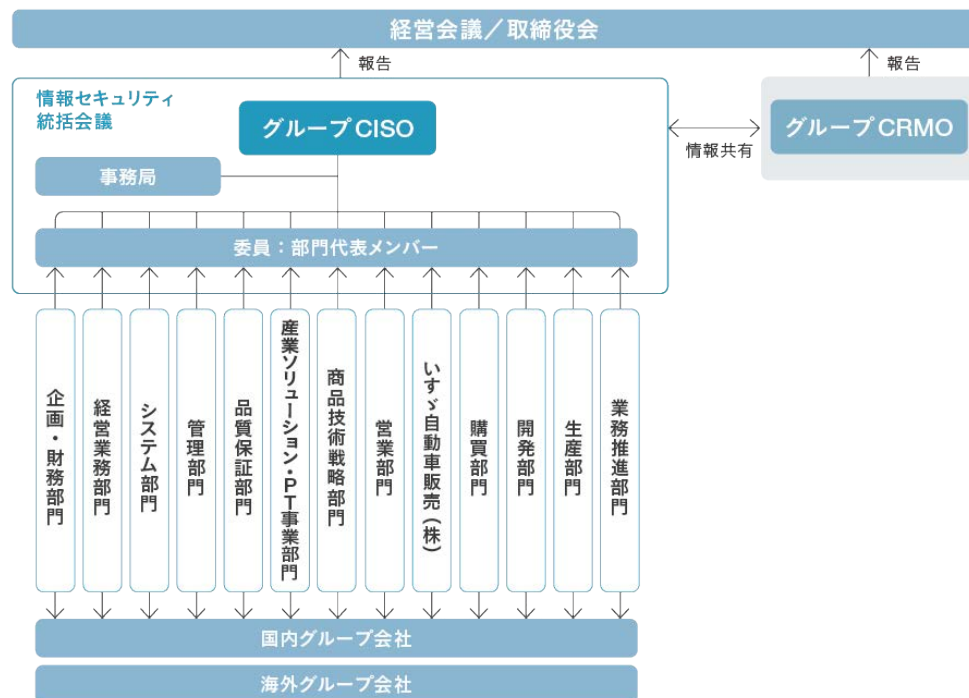 経営会議／取締役会
報告
報告
情報セキュリティ
統括会議
グループCISO
グループCRMO
情報共有
事務局
委員：部門代表メンバー
企画・財務部門
経営業務部門
システム部門
管理部門
品質保証部門
産業ソリューション・PT事業部門
商品技術戦略部門
営業部門
いすゞ自動車販売（株）
購買部門
開発部門
生産部門
業務推進部門
国内グループ会社
海外グループ会社